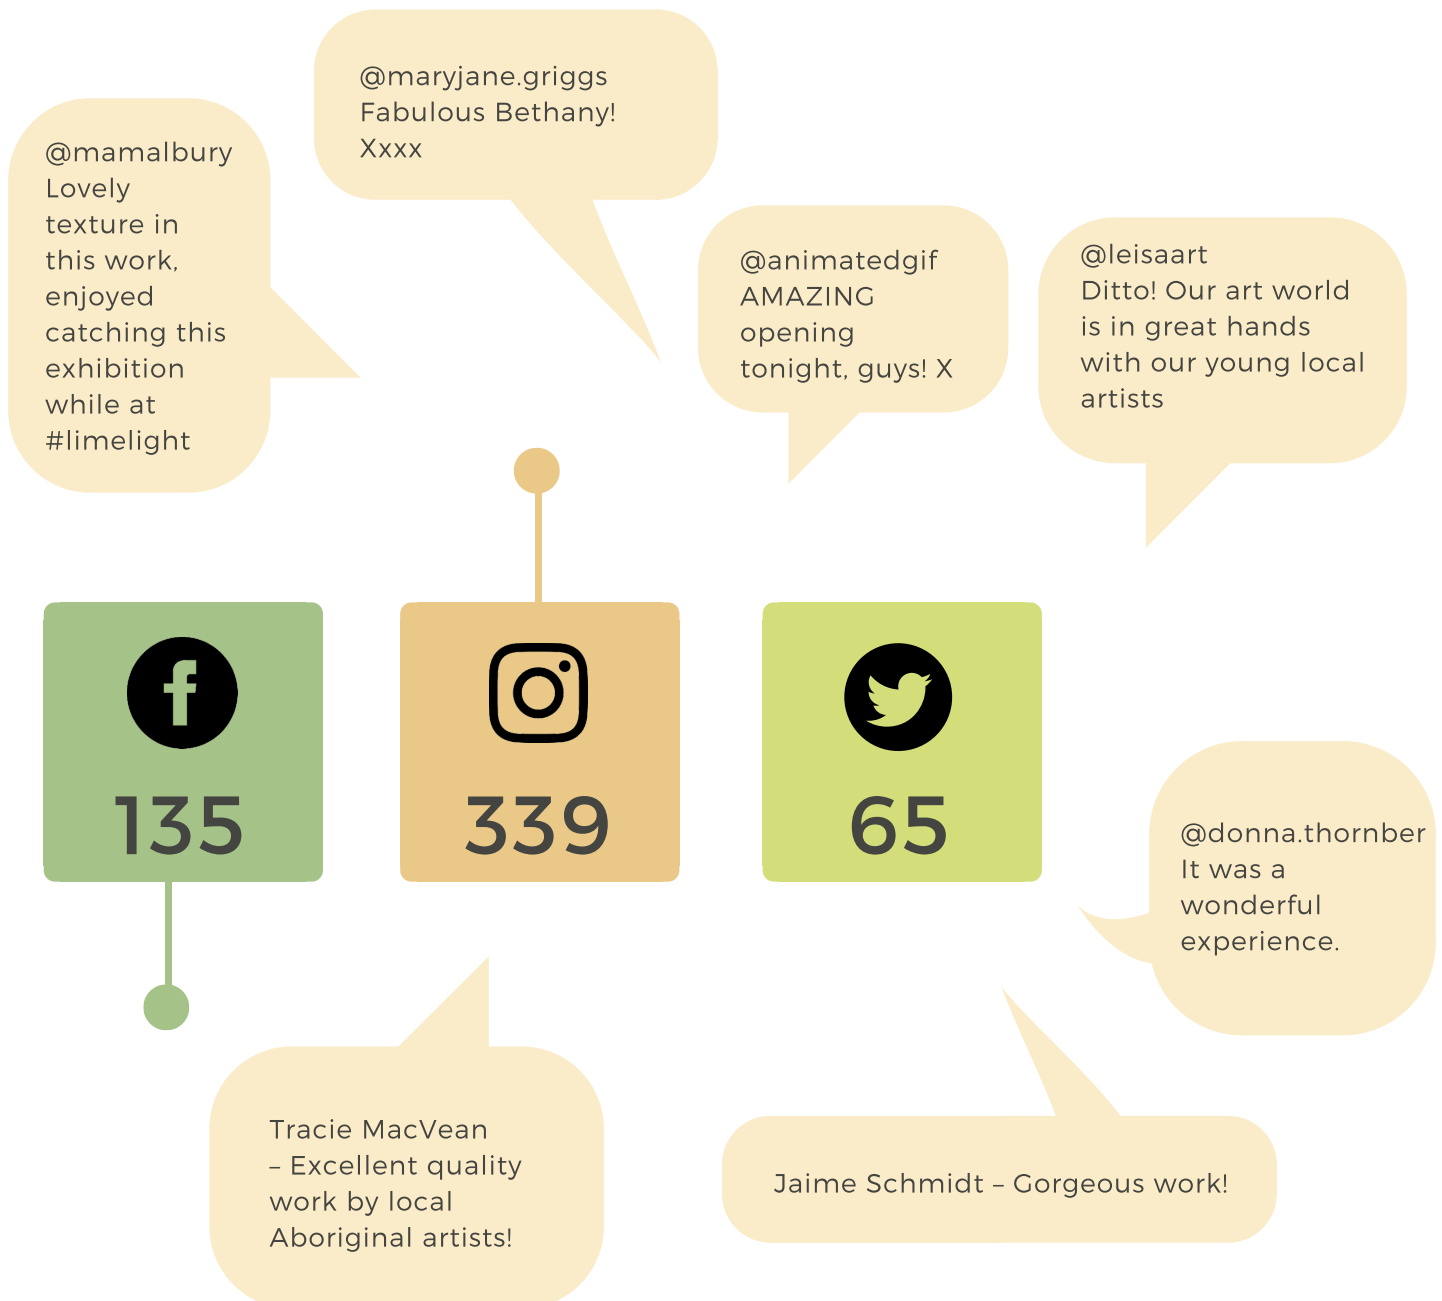 @maryjane.griggs
Fabulous Bethany!
Xxxx
@mamalbury
Lovely
texture in
this work,
enjoyed
catching this
exhibition
while at
#limelight
@animatedgif
AMAZING
opening
tonight, guys! X
@leisaart
Ditto! Our art world
is in great hands
with our young local
artists
135
339
65
@donna.thornber
It was a
wonderful
experience.
Tracie MacVean
– Excellent quality
work by local
Aboriginal artists!
Jaime Schmidt – Gorgeous work!